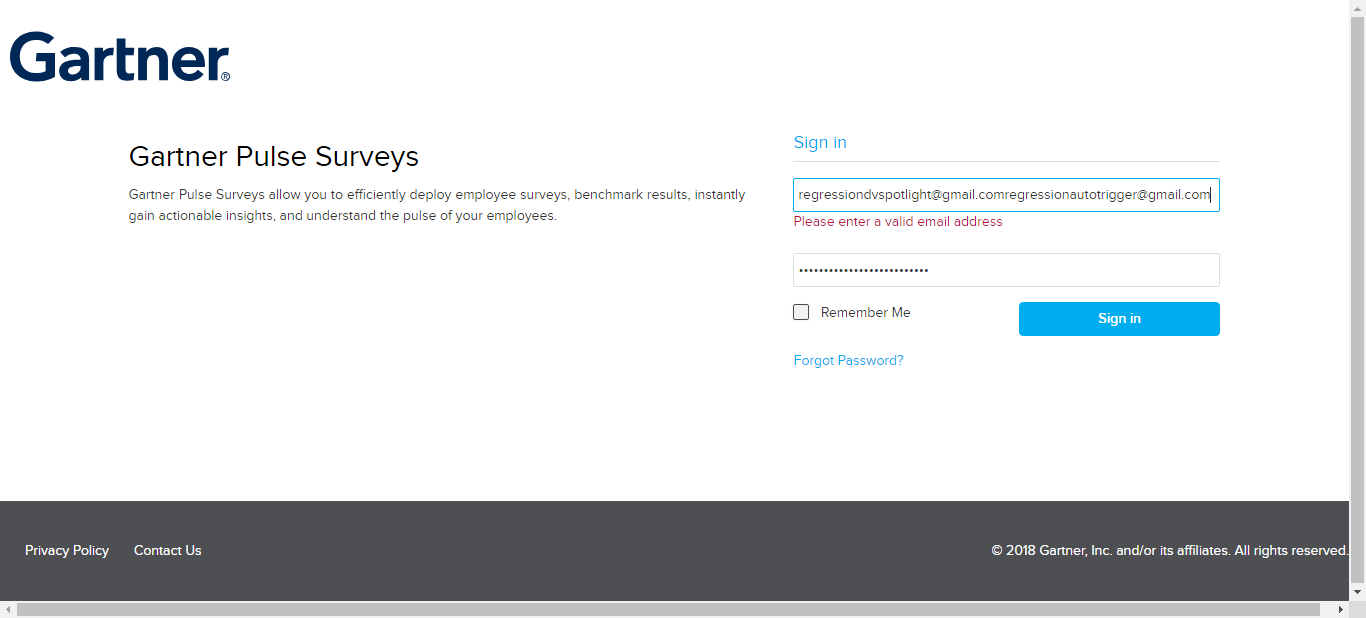 Gartner®
Gartner Pulse Surveys
Gartner Pulse Surveys allow you to efficiently deploy employee surveys, benchmark results, instantly
gain actionable insights, and understand the pulse of your employees.
Sign in
regressiondvspotlight@gmail.comregressionautotrigger@gmail.com
Please enter a valid email address
Remember Me
Sign in
Forgot Password?
Privacy Policy
Contact Us
© 2018 Gartner, Inc. and/or its affiliates. All rights reserved.